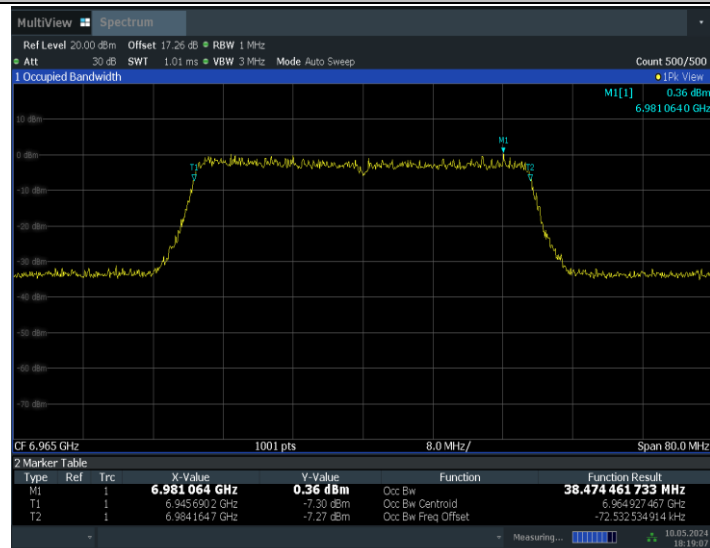 MultiView Spectrum
Ref Level 20.00 dBm Offset 17.26 dB RBW 1 MHz
Att 30 dB SWT 1.01 ms VBW 3 MHz Mode Auto Sweep Count 500/500
1 Occupied Bandwidth 1Pk View
M1[1] 0.36 dBm
6.9810640 GHz
10 dBm
M1
0 dBm
T1 T2
-10 dBm
-20 dBm
-30 dBm
-40 dBm
-50 dBm
-60 dBm
-70 dBm
CF 6.965 GHz 1001 pts 8.0 MHz/ Span 80.0 MHz
2 Marker Table
Type Ref Trc X-Value Y-Value Function Function Result
M1 1 6.981 064 GHz 0.36 dBm Occ Bw 38.474 461 733 MHz
T1 1 6.945 690 2 GHz -7.30 dBm Occ Bw Centroid 6.964 927 467 GHz
T2 1 6.984 164 7 GHz -7.27 dBm Occ Bw Freq Offset -72.532 534 914 kHz
Measuring... 10.05.2024
18:19:07